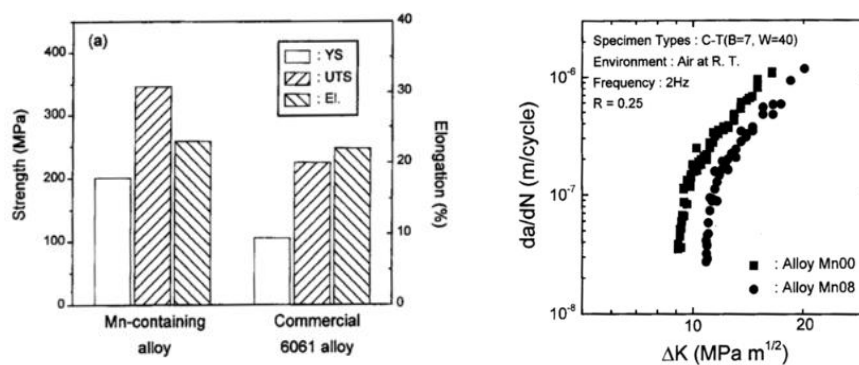 (a)
: YS
: UTS
: El.
Strength (MPa)
400
300
200
100
0
Elongation (%)
40
30
20
10
0
Mn-containing
alloy
Commercial
6061 alloy
Specimen Types : C-T(B=7, W=40)
Environment : Air at R. T.
Frequency : 2Hz
R = 0.25
da/dN (m/cycle)
10⁻⁶
10⁻⁷
10⁻⁸
: Alloy Mn00
: Alloy Mn08
10
20
ΔK (MPa m¹ᐟ²)